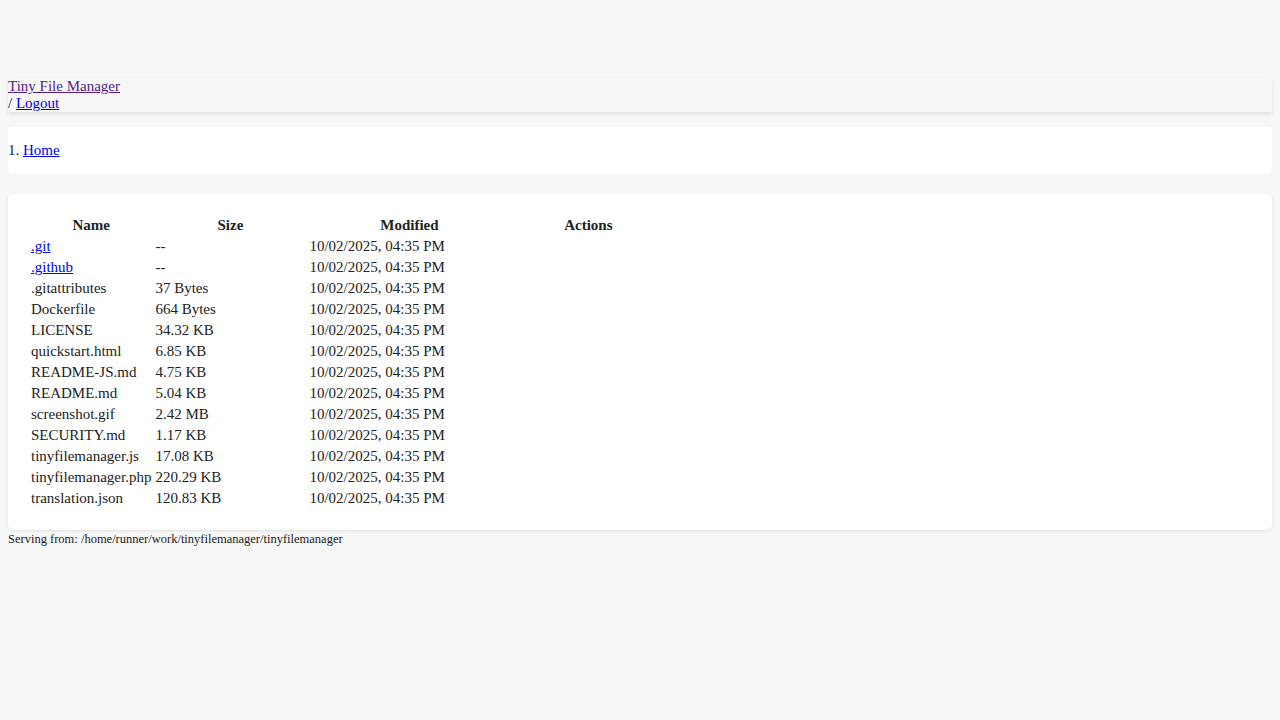 Tiny File Manager
/ Logout
1. Home
Name Size Modified Actions
.git -- 10/02/2025, 04:35 PM
.github -- 10/02/2025, 04:35 PM
.gitattributes 37 Bytes 10/02/2025, 04:35 PM
Dockerfile 664 Bytes 10/02/2025, 04:35 PM
LICENSE 34.32 KB 10/02/2025, 04:35 PM
quickstart.html 6.85 KB 10/02/2025, 04:35 PM
README-JS.md 4.75 KB 10/02/2025, 04:35 PM
README.md 5.04 KB 10/02/2025, 04:35 PM
screenshot.gif 2.42 MB 10/02/2025, 04:35 PM
SECURITY.md 1.17 KB 10/02/2025, 04:35 PM
tinyfilemanager.js 17.08 KB 10/02/2025, 04:35 PM
tinyfilemanager.php 220.29 KB 10/02/2025, 04:35 PM
translation.json 120.83 KB 10/02/2025, 04:35 PM
Serving from: /home/runner/work/tinyfilemanager/tinyfilemanager